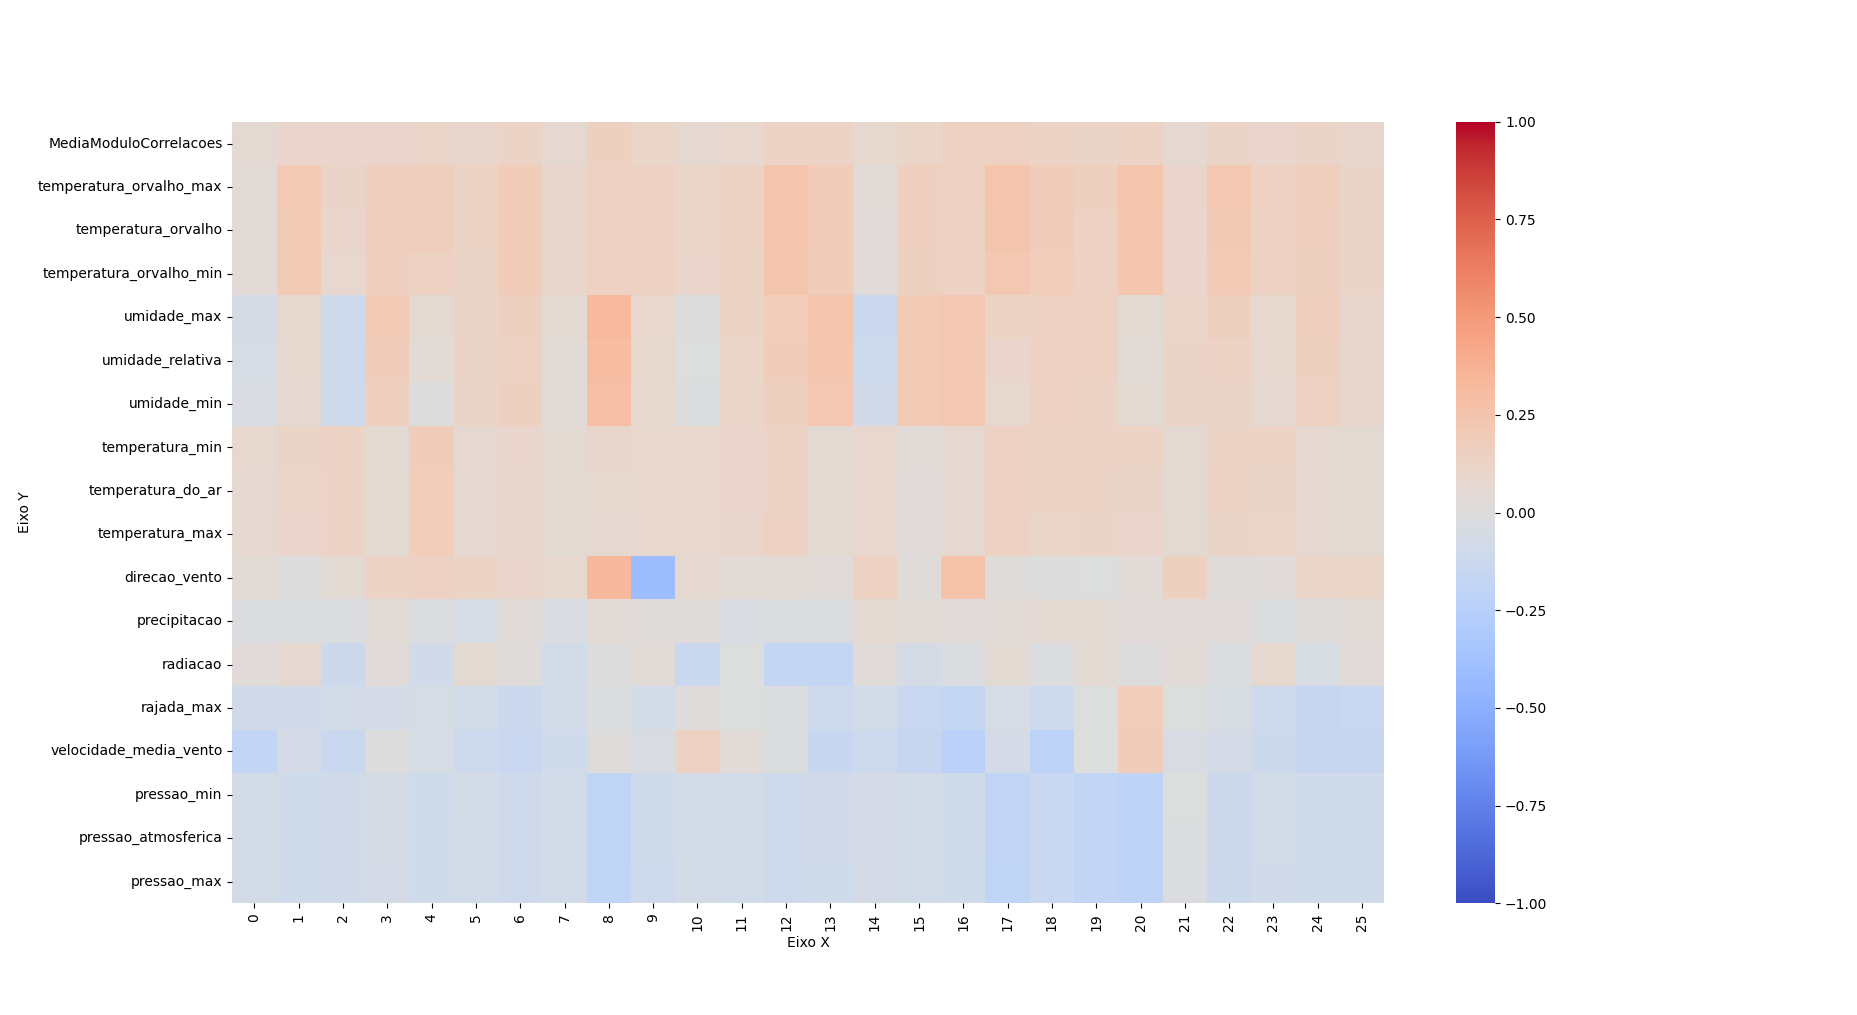 MediaModuloCorrelacoes
temperatura_orvalho_max
temperatura_orvalho
temperatura_orvalho_min
umidade_max
umidade_relativa
umidade_min
temperatura_min
temperatura_do_ar
temperatura_max
direcao_vento
precipitacao
radiacao
rajada_max
velocidade_media_vento
pressao_min
pressao_atmosferica
pressao_max
Eixo Y
0 1 2 3 4 5 6 7 8 9 10 11 12 13 14 15 16 17 18 19 20 21 22 23 24 25
Eixo X
1.00
0.75
0.50
0.25
0.00
−0.25
−0.50
−0.75
−1.00